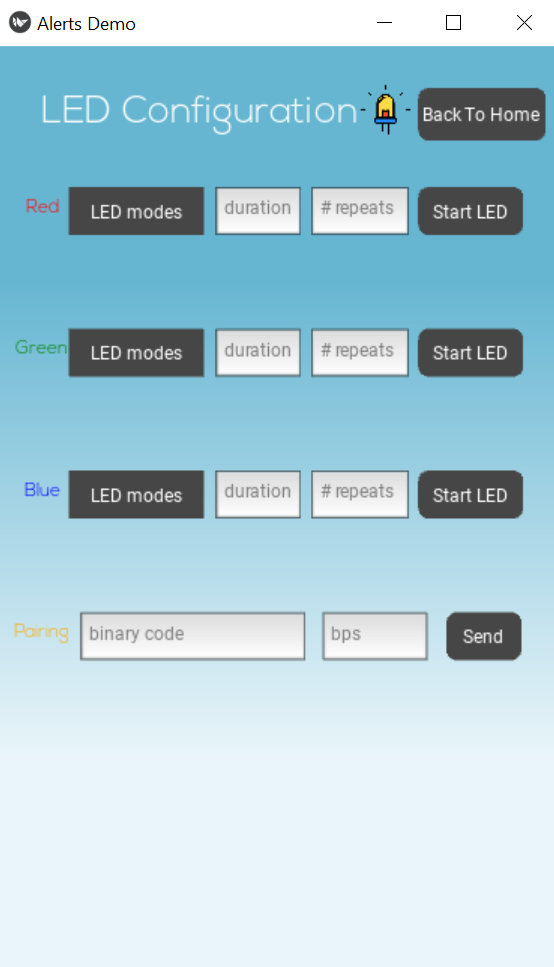 Alerts Demo
LED Configuration
Back To Home
Red LED modes duration # repeats Start LED
Green LED modes duration # repeats Start LED
Blue LED modes duration # repeats Start LED
Pairing binary code bps Send